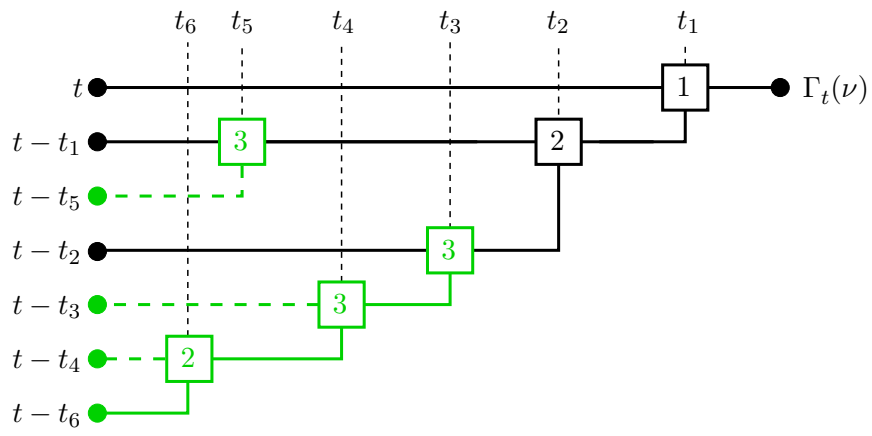 t₆ t₅ t₄ t₃ t₂ t₁
t 1 Γₜ(ν)
t − t₁ 3 2
t − t₅
t − t₂ 3
t − t₃ 3
t − t₄ 2
t − t₆